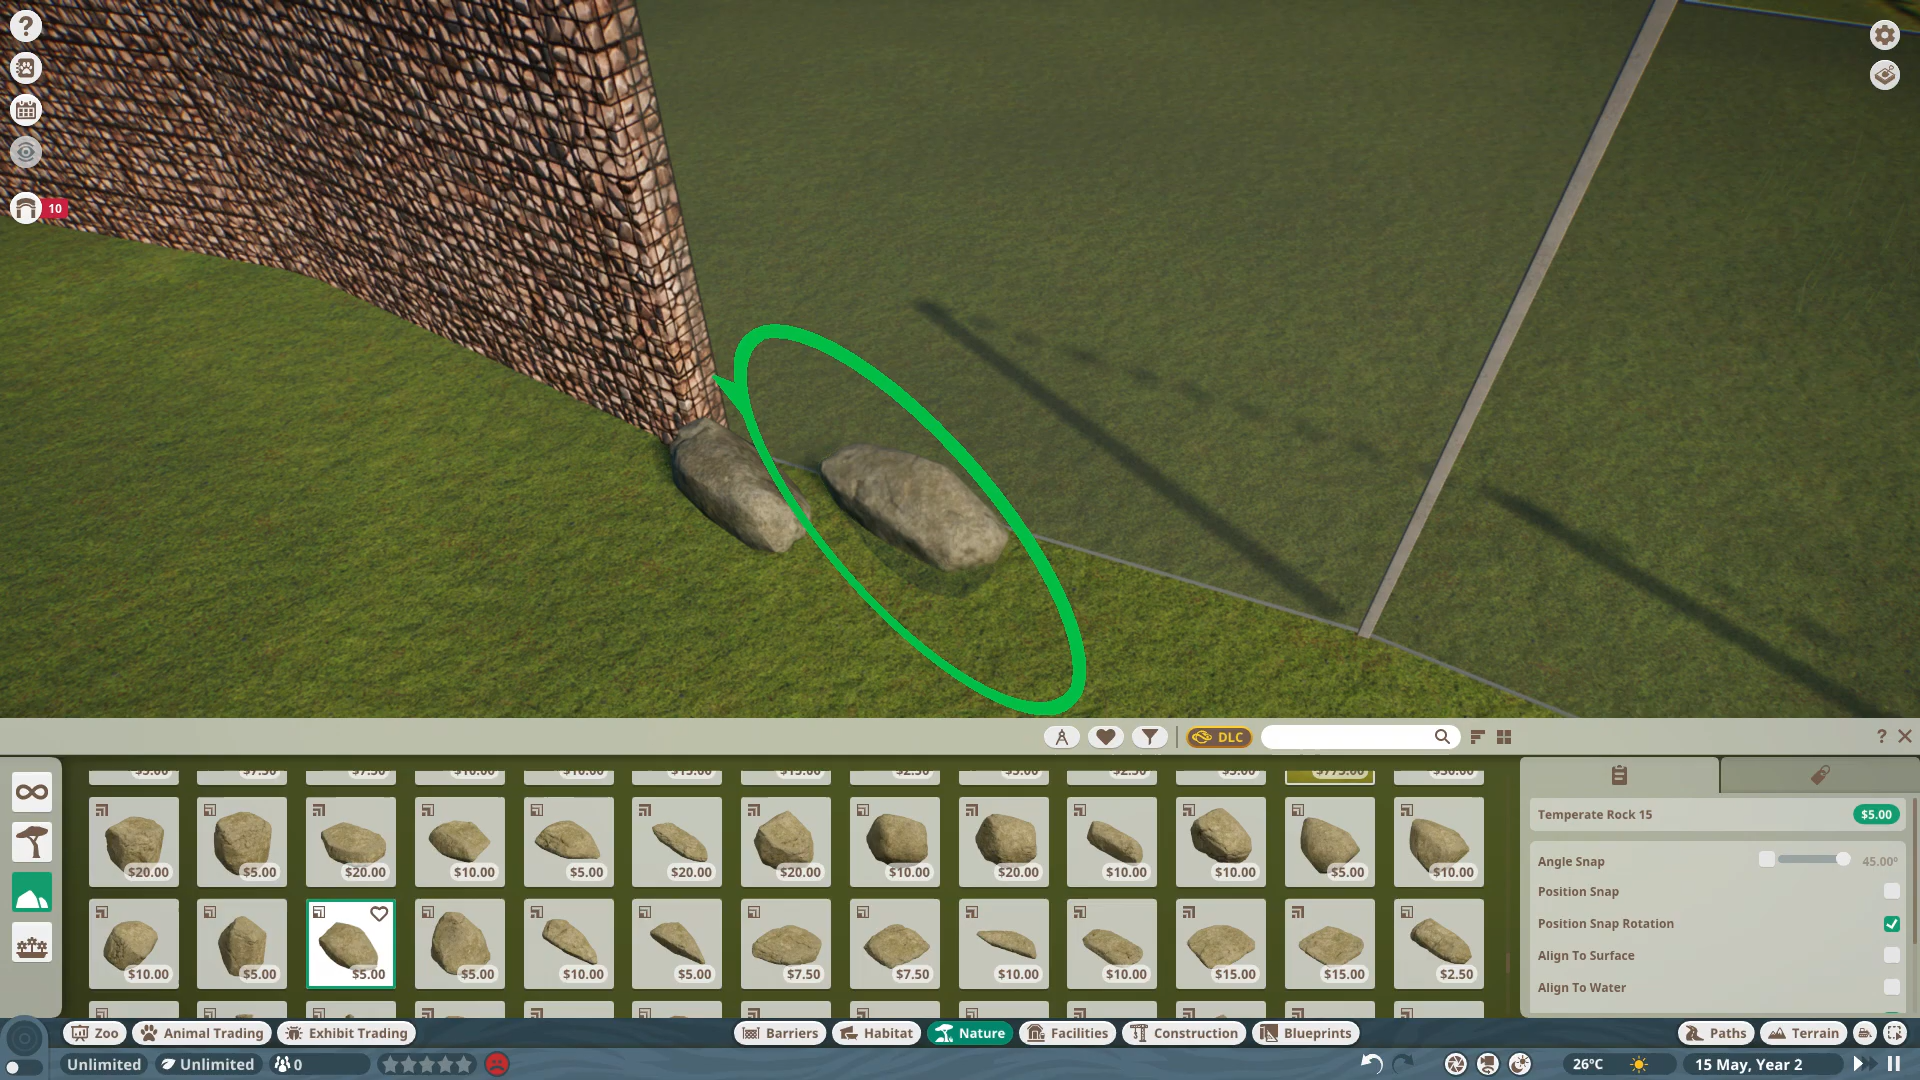 ?
10
DLC
?
$20.00 $5.00 $20.00 $10.00 $5.00 $20.00 $20.00 $10.00 $20.00 $10.00 $10.00 $5.00 $10.00
$10.00 $5.00 $5.00 $5.00 $10.00 $5.00 $7.50 $7.50 $10.00 $10.00 $15.00 $15.00 $2.50
Temperate Rock 15 $5.00
Angle Snap 45.00°
Position Snap
Position Snap Rotation
Align To Surface
Align To Water
Zoo Animal Trading Exhibit Trading Barriers Habitat Nature Facilities Construction Blueprints Paths Terrain
Unlimited Unlimited 0 26°C 15 May, Year 2